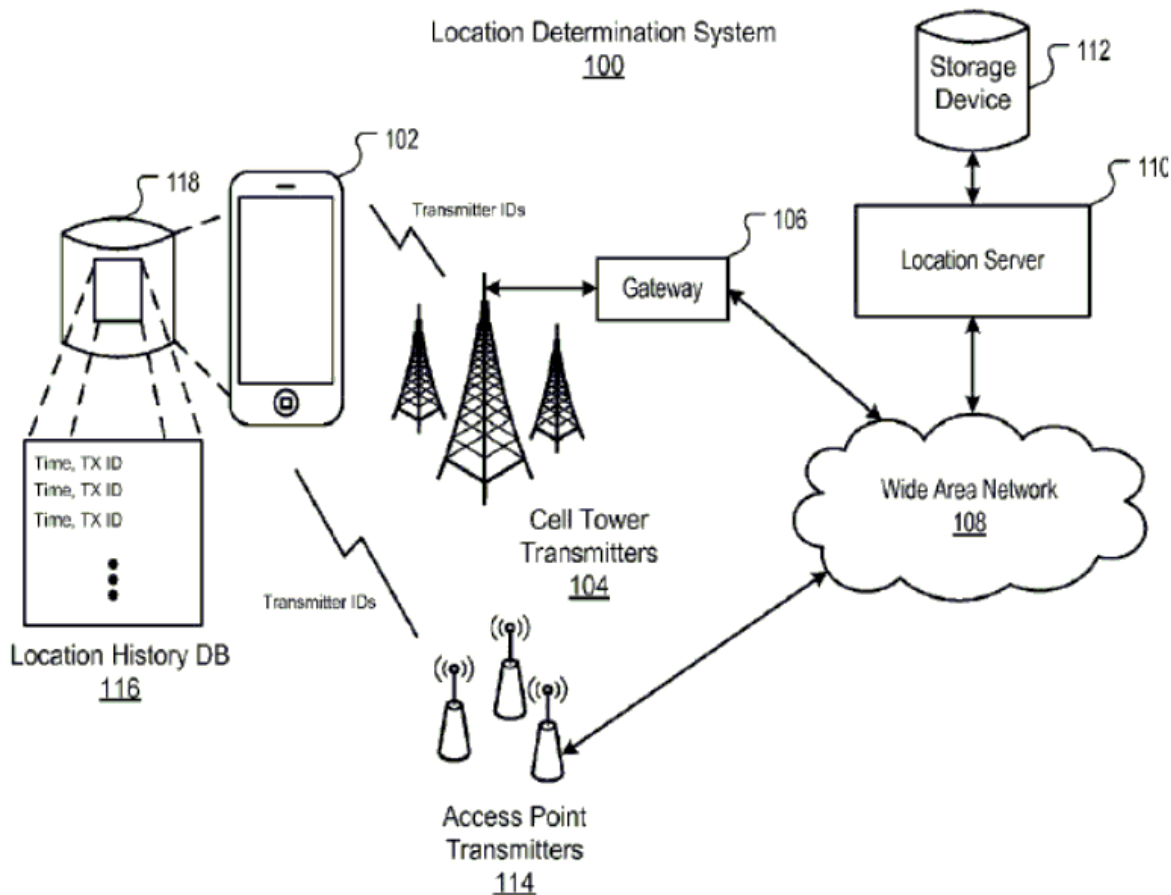 Location Determination System
100
Storage
Device
112
102
118
Transmitter IDs
106
110
Gateway
Location Server
Time, TX ID
Time, TX ID
Time, TX ID
Wide Area Network
108
Cell Tower
Transmitters
104
Transmitter IDs
Location History DB
116
Access Point
Transmitters
114